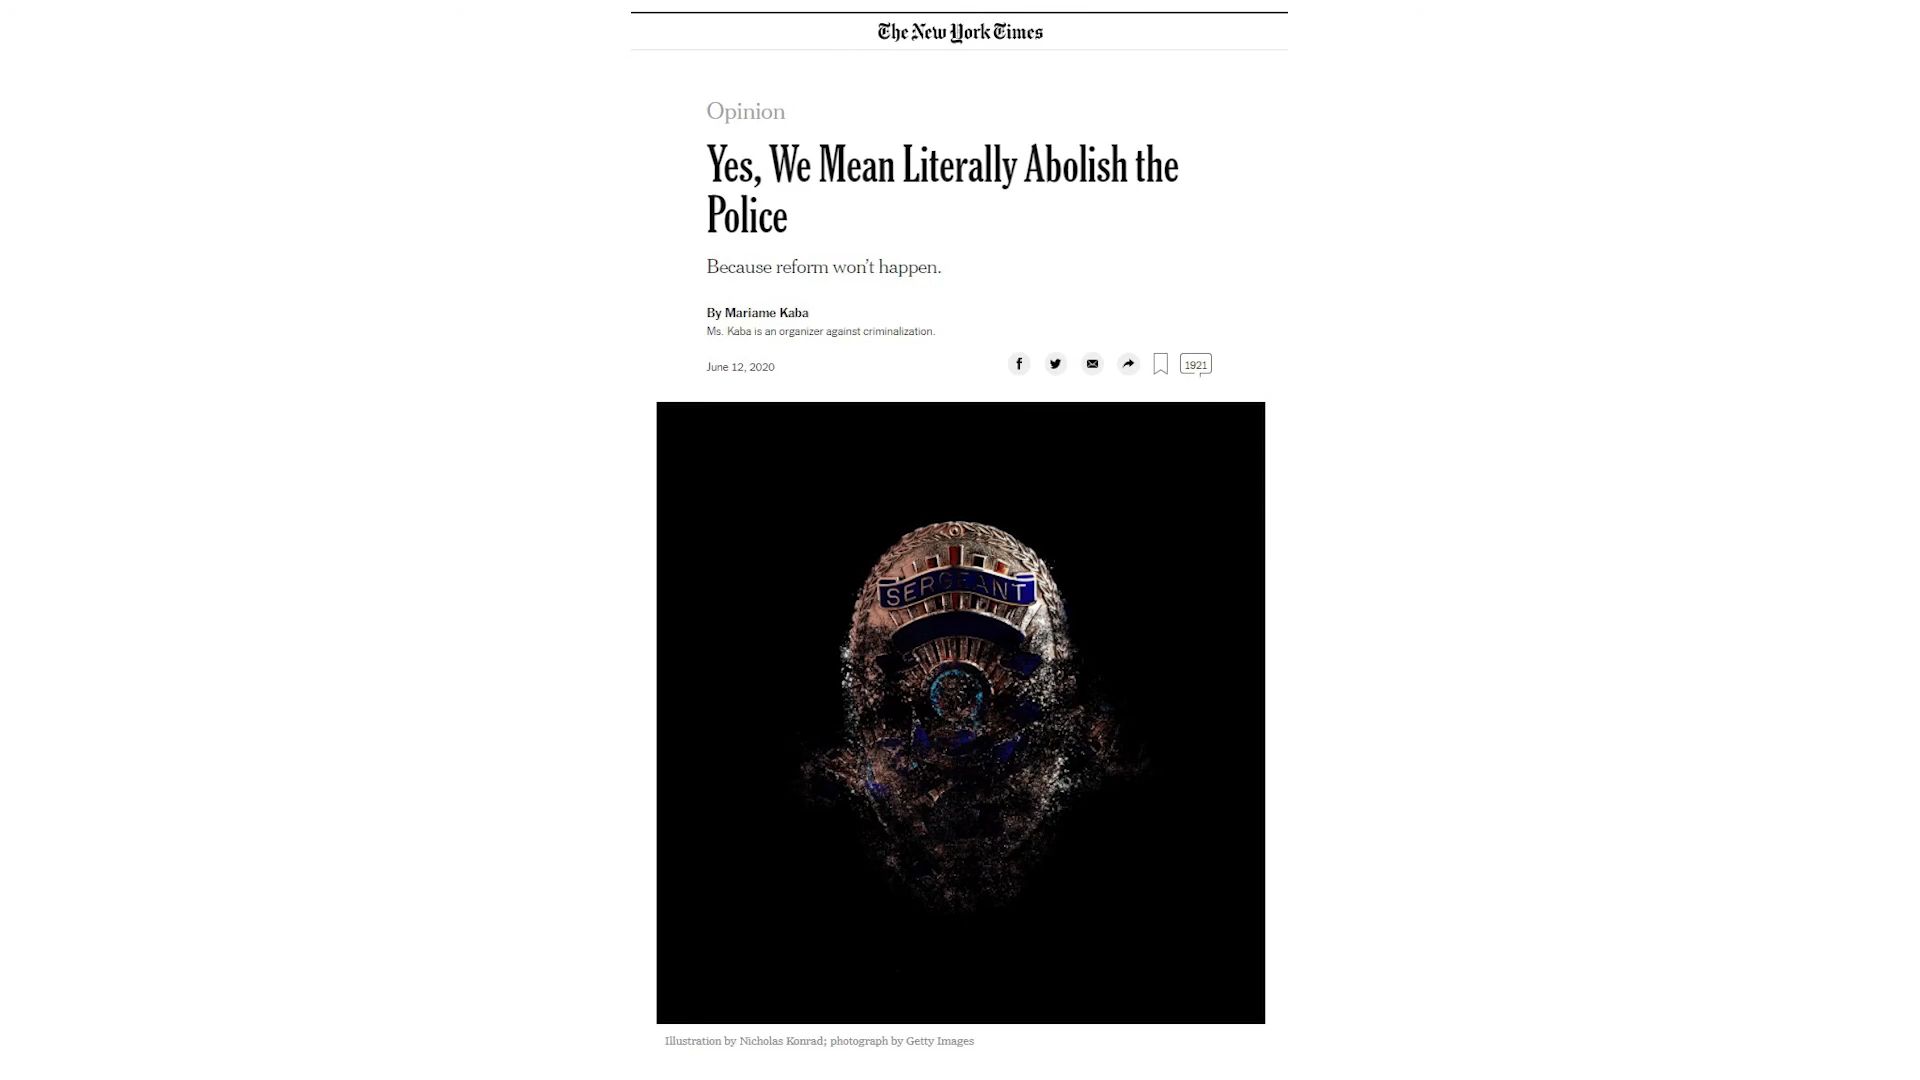 The New York Times
Opinion
Yes, We Mean Literally Abolish the
Police
Because reform won't happen.
By Mariame Kaba
Ms. Kaba is an organizer against criminalization.
June 12, 2020
1921
SERGEANT
Illustration by Nicholas Konrad; photograph by Getty Images